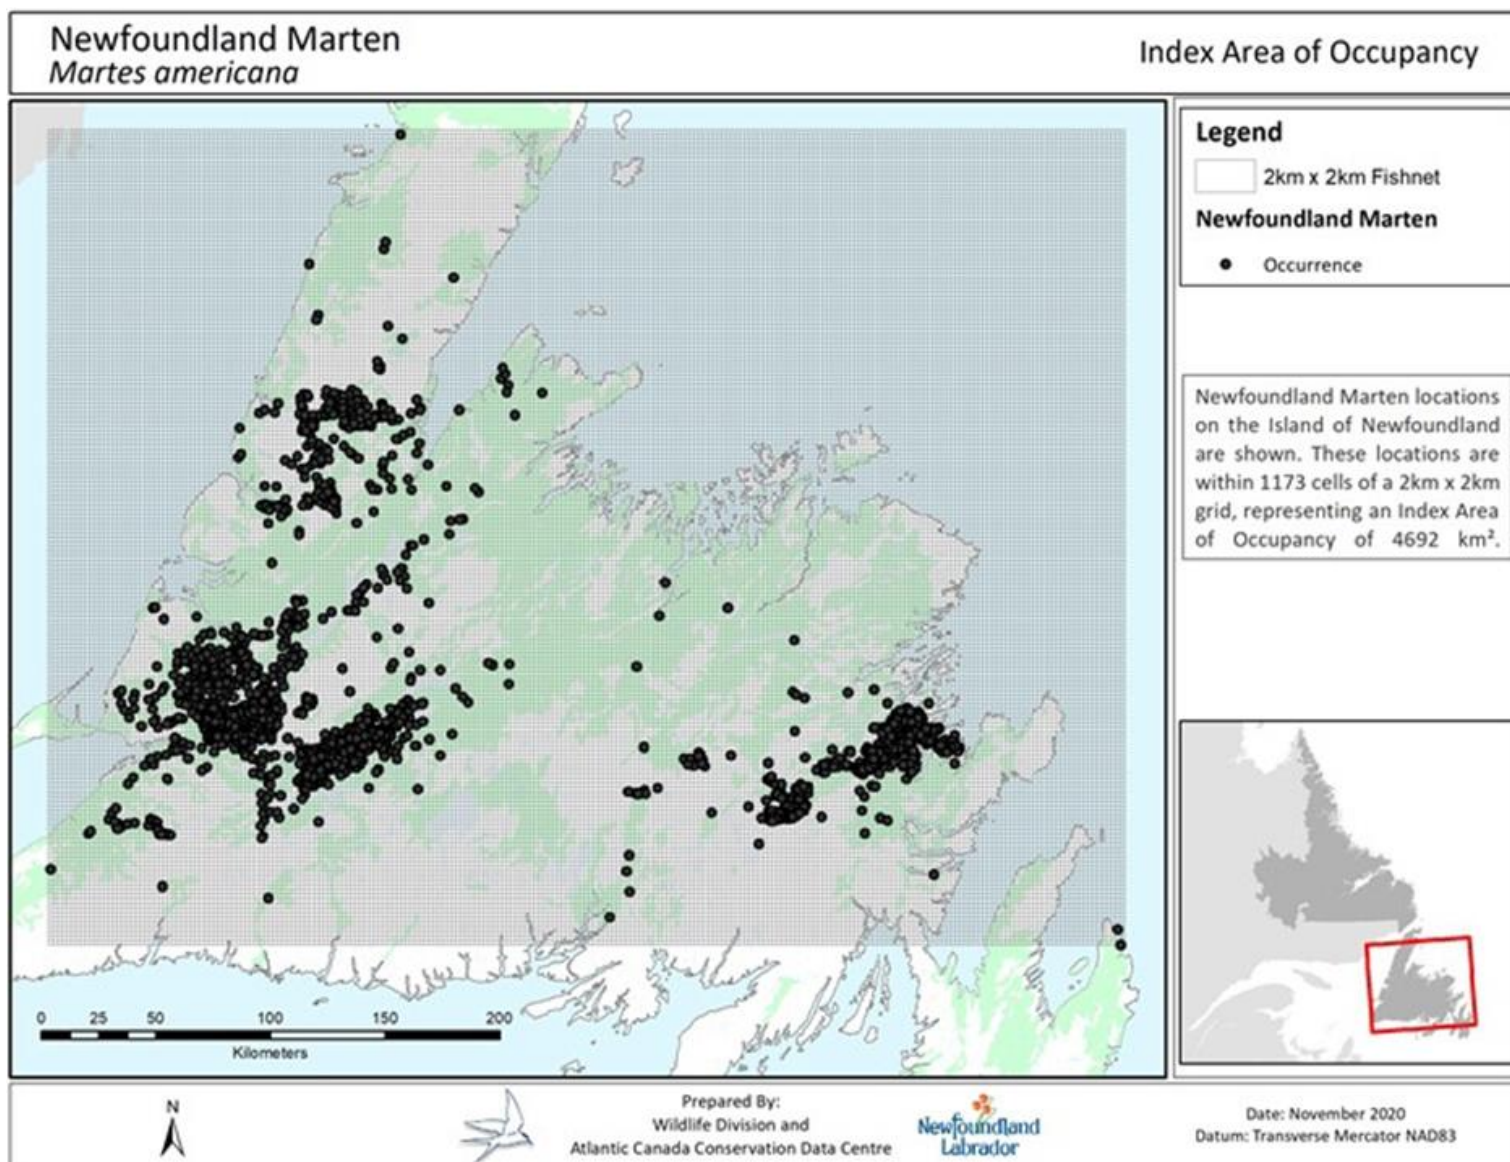 Newfoundland Marten
Martes americana
Index Area of Occupancy
Legend
2km x 2km Fishnet
Newfoundland Marten
Occurrence
Newfoundland Marten locations
on the Island of Newfoundland
are shown. These locations are
within 1173 cells of a 2km x 2km
grid, representing an Index Area
of Occupancy of 4692 km².
0 25 50 100 150 200
Kilometers
N
Prepared By:
Wildlife Division and
Atlantic Canada Conservation Data Centre
Newfoundland
Labrador
Date: November 2020
Datum: Transverse Mercator NAD83